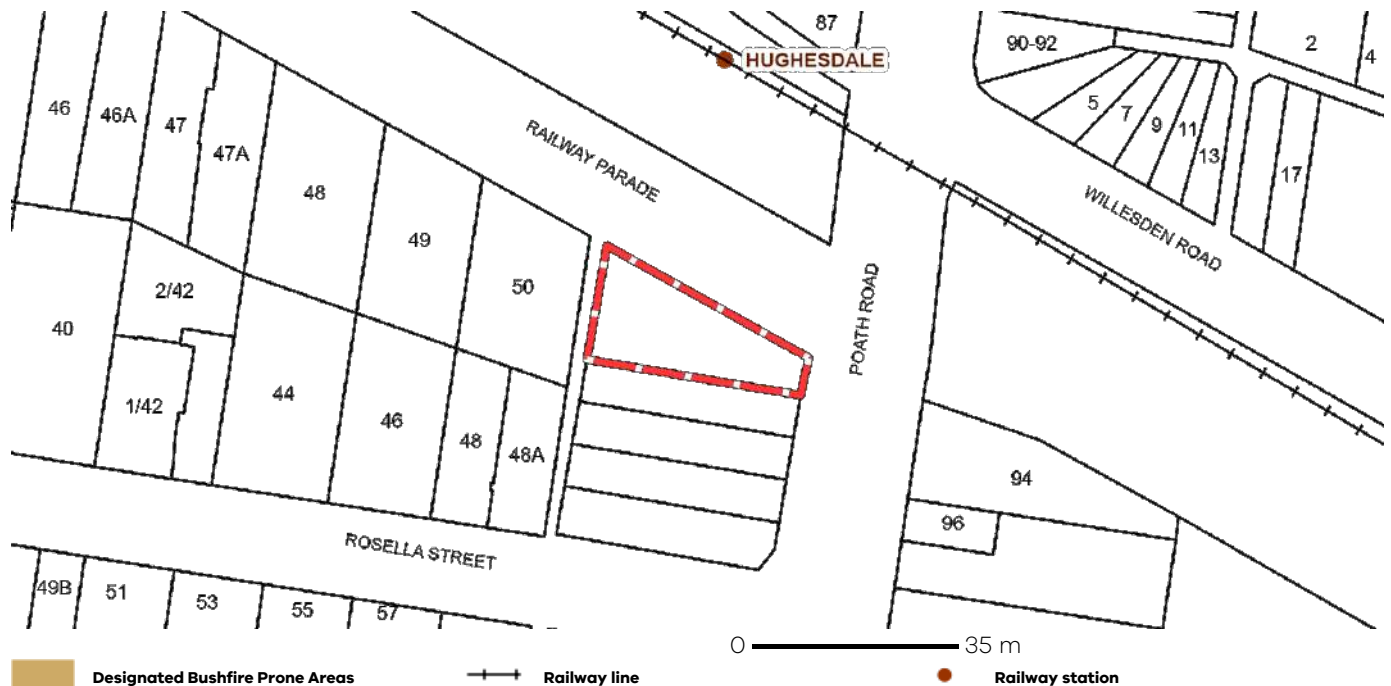 87
HUGHESDALE
90-92
2
4
46
46A
47
47A
48
RAILWAY PARADE
5
7
9
11
13
17
WILLESDEN ROAD
49
50
2/42
40
POATH ROAD
1/42
44
46
48
48A
94
96
ROSELLA STREET
49B
51
53
55
57
0 35 m
Designated Bushfire Prone Areas Railway line Railway station